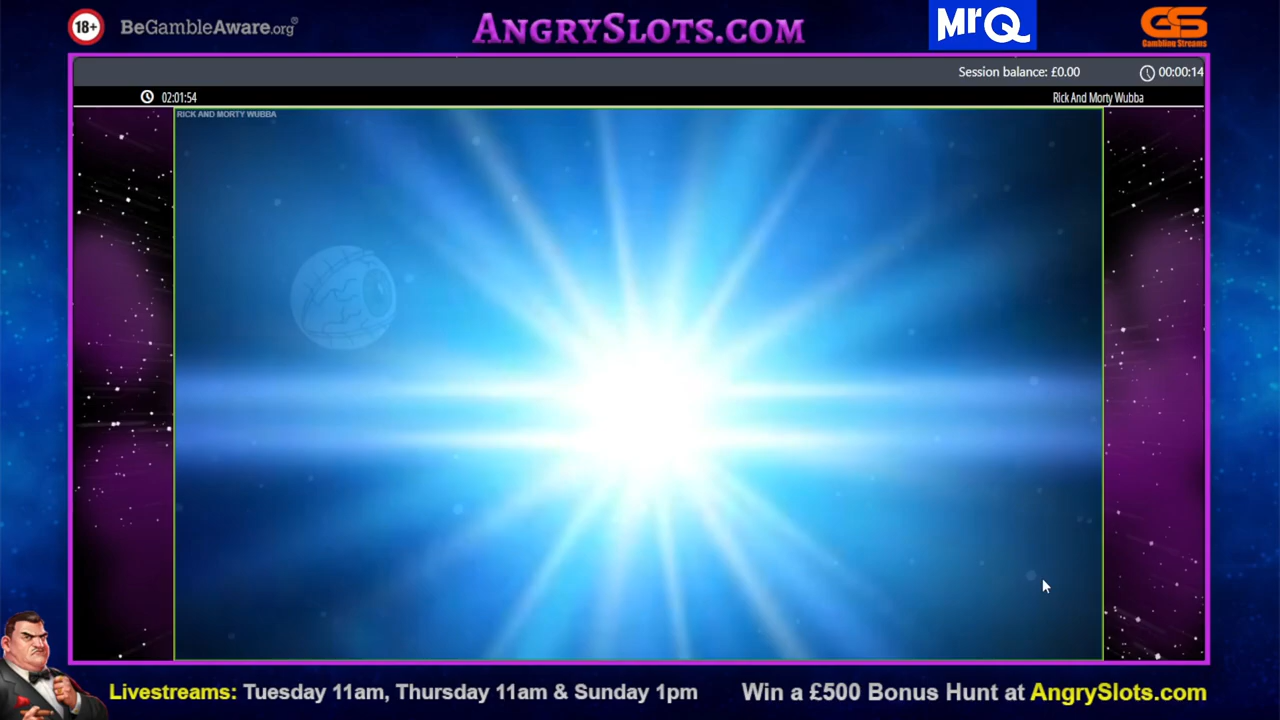 18+ BeGambleAware.org® AngrySlots.com MrQ GS
Gambling Streams
Session balance: £0.00 00:00:14
02:01:54 Rick And Morty Wubba
RICK AND MORTY WUBBA
Livestreams: Tuesday 11am, Thursday 11am & Sunday 1pm Win a £500 Bonus Hunt at AngrySlots.com